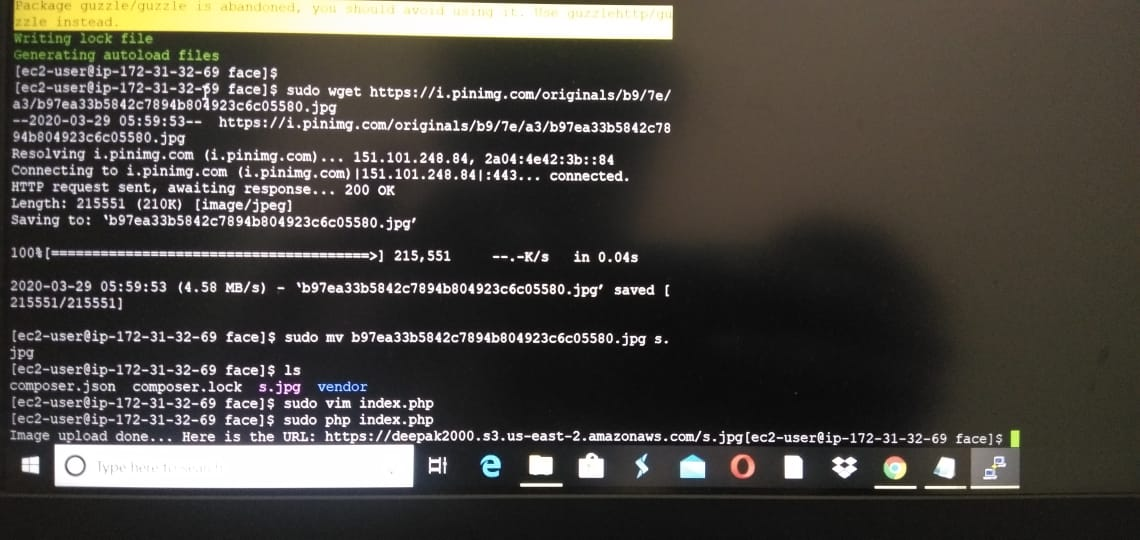 Package guzzle/guzzle is abandoned, you should avoid using it. Use guzzlehttp/gu
zzle instead.
Writing lock file
Generating autoload files
[ec2-user@ip-172-31-32-69 face]$
[ec2-user@ip-172-31-32-69 face]$ sudo wget https://i.pinimg.com/originals/b9/7e/
a3/b97ea33b5842c7894b804923c6c05580.jpg
--2020-03-29 05:59:53--  https://i.pinimg.com/originals/b9/7e/a3/b97ea33b5842c78
94b804923c6c05580.jpg
Resolving i.pinimg.com (i.pinimg.com)... 151.101.248.84, 2a04:4e42:3b::84
Connecting to i.pinimg.com (i.pinimg.com)|151.101.248.84|:443... connected.
HTTP request sent, awaiting response... 200 OK
Length: 215551 (210K) [image/jpeg]
Saving to: ‘b97ea33b5842c7894b804923c6c05580.jpg’
100%[======================================>] 215,551     --.-K/s   in 0.04s
2020-03-29 05:59:53 (4.58 MB/s) - ‘b97ea33b5842c7894b804923c6c05580.jpg’ saved [
215551/215551]
[ec2-user@ip-172-31-32-69 face]$ sudo mv b97ea33b5842c7894b804923c6c05580.jpg s.
jpg
[ec2-user@ip-172-31-32-69 face]$ ls
composer.json  composer.lock  s.jpg  vendor
[ec2-user@ip-172-31-32-69 face]$ sudo vim index.php
[ec2-user@ip-172-31-32-69 face]$ sudo php index.php
Image upload done... Here is the URL: https://deepak2000.s3.us-east-2.amazonaws.com/s.jpg[ec2-user@ip-172-31-32-69 face]$
Type here to search